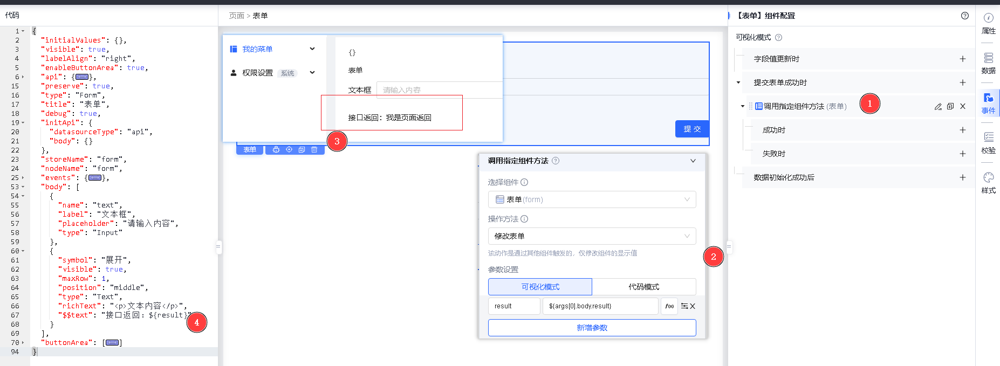 代码
1 {
2 "initialValues": {},
3 "visible": true,
4 "labelAlign": "right",
5 "enableButtonArea": true,
6 "api": {},
15 "preserve": true,
16 "type": "Form",
17 "title": "表单",
18 "debug": true,
19 "initApi": {
20 "datasourceType": "api",
21 "body": {}
22 },
23 "storeName": "form",
24 "nodeName": "form",
25 "events": {},
53 "body": [
54 {
55 "name": "text",
56 "label": "文本框",
57 "placeholder": "请输入内容",
58 "type": "Input"
59 },
60 {
61 "symbol": "展开",
62 "visible": true,
63 "maxRow": 1,
64 "position": "middle",
65 "type": "Text",
66 "richText": "<p>文本内容</p>",
67 "$$text": "接口返回：${result}"
68 }
69 ],
70 "buttonArea": []
94 }
4
页面 > 表单
我的菜单
权限设置 系统
{}
表单
文本框 请输入内容
接口返回：我是页面返回
3
提 交
表单
调用指定组件方法
选择组件
表单(form)
操作方法
修改表单
该动作是通过其他组件触发的，仅修改组件的显示值
参数设置
可视化模式 代码模式
result ${args[0].body.result} f(x)
新增参数
2
【表单】组件配置
可视化模式
字段值更新时
提交表单成功时
调用指定组件方法 (表单)
1
成功时
失败时
数据初始化成功后
属性
数据
事件
校验
样式